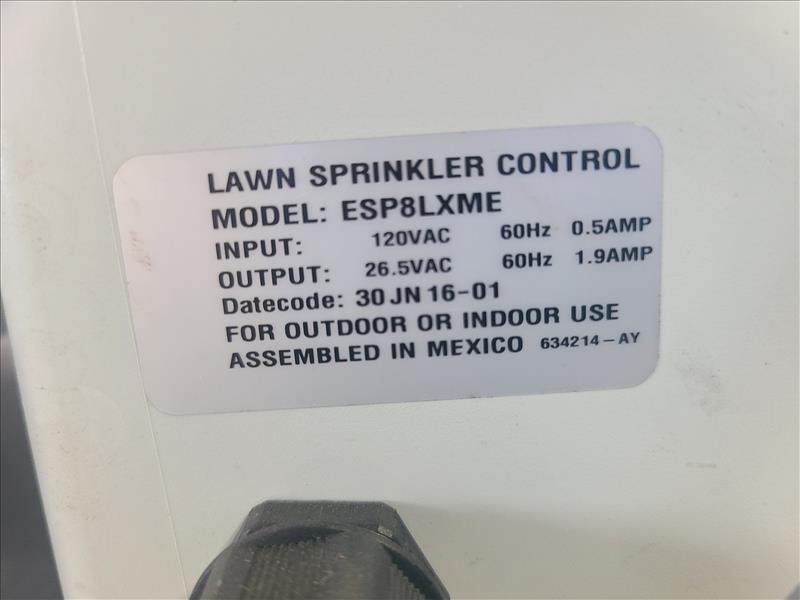 LAWN SPRINKLER CONTROL
MODEL: ESP8LXME
INPUT: 120VAC 60Hz 0.5AMP
OUTPUT: 26.5VAC 60Hz 1.9AMP
Datecode: 30 JN 16-01
FOR OUTDOOR OR INDOOR USE
ASSEMBLED IN MEXICO 634214-AY